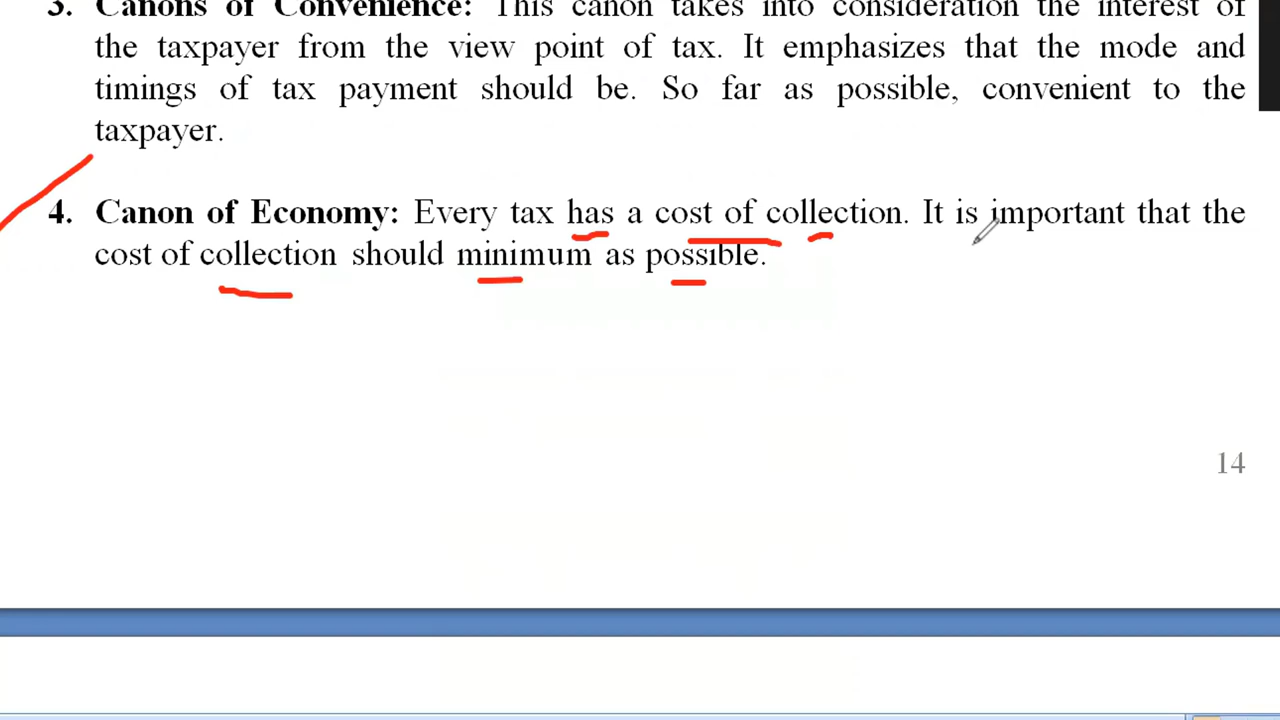 3. Canons of Convenience: This canon takes into consideration the interest of
the taxpayer from the view point of tax. It emphasizes that the mode and
timings of tax payment should be. So far as possible, convenient to the
taxpayer.
4. Canon of Economy: Every tax has a cost of collection. It is important that the
cost of collection should minimum as possible.
14